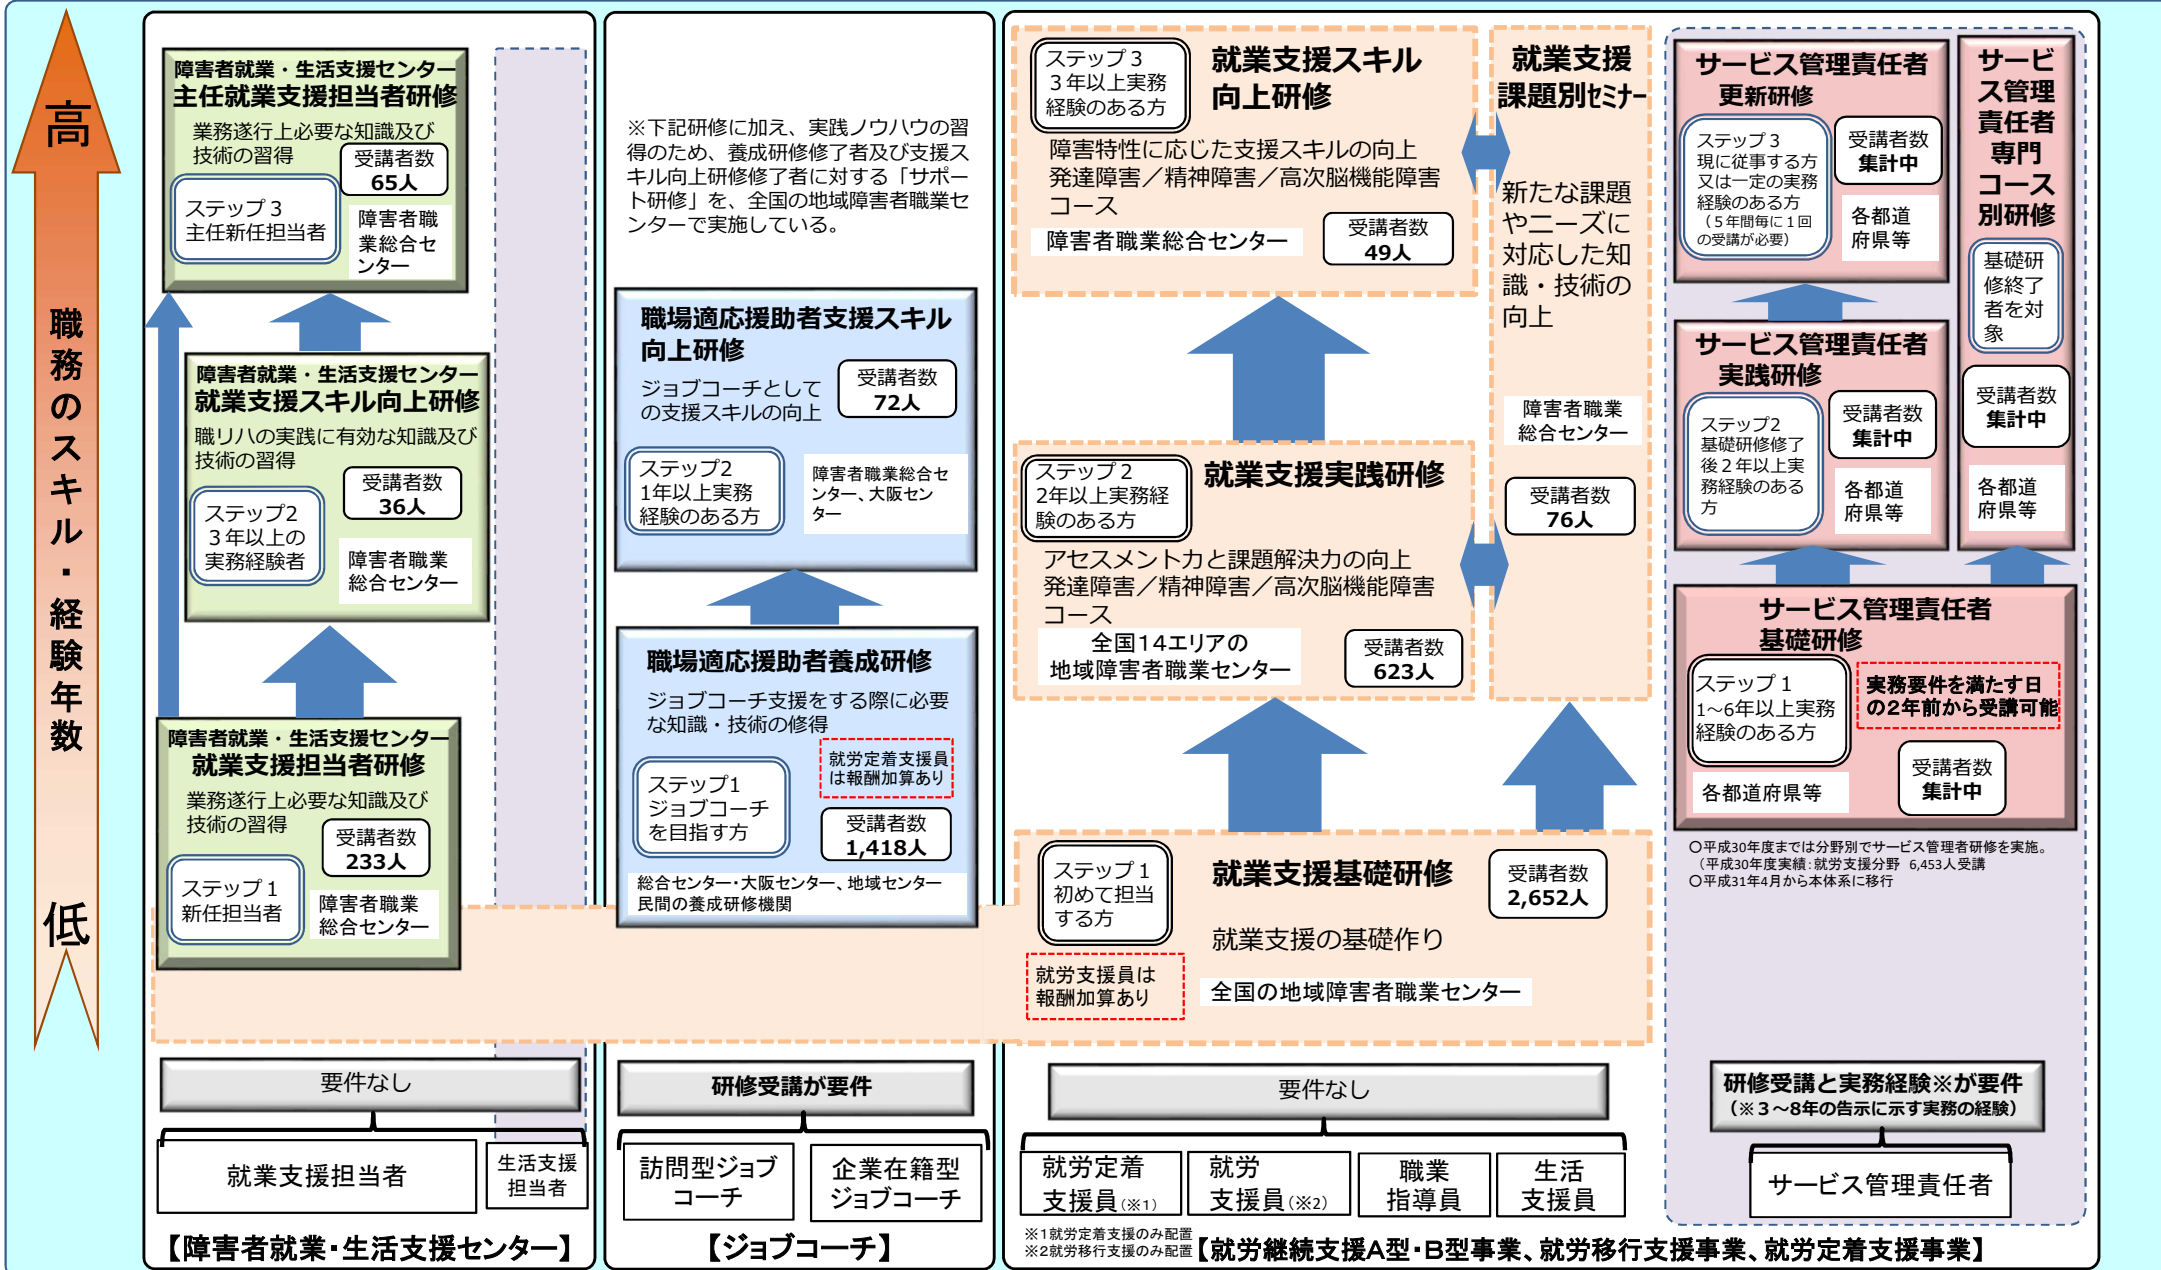 高
職務のスキル・経験年数
低
障害者就業・生活支援センター
主任就業支援担当者研修
業務遂行上必要な知識及び
技術の習得
受講者数
65人
ステップ３
主任新任担当者
障害者職
業総合セ
ンター
障害者就業・生活支援センター
就業支援スキル向上研修
職リハの実践に有効な知識及び
技術の習得
受講者数
36人
ステップ2
３年以上の
実務経験者
障害者職業
総合センター
障害者就業・生活支援センター
就業支援担当者研修
業務遂行上必要な知識及び
技術の習得
受講者数
233人
ステップ１
新任担当者
障害者職業
総合センター
要件なし
就業支援担当者
生活支援
担当者
【障害者就業・生活支援センター】
※下記研修に加え、実践ノウハウの習
得のため、養成研修修了者及び支援ス
キル向上研修修了者に対する「サポー
ト研修」を、全国の地域障害者職業セ
ンターで実施している。
職場適応援助者支援スキル
向上研修
ジョブコーチとして
の支援スキルの向上
受講者数
72人
ステップ2
1年以上実務
経験のある方
障害者職業総合セ
ンター、大阪セン
ター
職場適応援助者養成研修
ジョブコーチ支援をする際に必要
な知識・技術の修得
就労定着支援員
は報酬加算あり
ステップ１
ジョブコーチ
を目指す方
受講者数
1,418人
総合センター・大阪センター、地域センター
民間の養成研修機関
研修受講が要件
訪問型ジョブ
コーチ
企業在籍型
ジョブコーチ
【ジョブコーチ】
ステップ３
３年以上実務
経験のある方
就業支援スキル
向上研修
障害特性に応じた支援スキルの向上
発達障害／精神障害／高次脳機能障害
コース
障害者職業総合センター
受講者数
49人
ステップ２
2年以上実務経
験のある方
就業支援実践研修
アセスメント力と課題解決力の向上
発達障害／精神障害／高次脳機能障害
コース
全国14エリアの
地域障害者職業センター
受講者数
623人
就業支援
課題別セミナー
新たな課題
やニーズに
対応した知
識・技術の
向上
障害者職業
総合センター
受講者数
76人
ステップ１
初めて担当
する方
就業支援基礎研修
受講者数
2,652人
就業支援の基礎作り
就労支援員は
報酬加算あり
全国の地域障害者職業センター
要件なし
就労定着
支援員(※1)
就労
支援員(※2)
職業
指導員
生活
支援員
※1就労定着支援のみ配置
※2就労移行支援のみ配置
【就労継続支援A型・B型事業、就労移行支援事業、就労定着支援事業】
サービス管理責任者
更新研修
ステップ３
現に従事する方
又は一定の実務
経験のある方
（５年間毎に１回
の受講が必要）
受講者数
集計中
各都道
府県等
サービス管理責任者
実践研修
ステップ2
基礎研修修了
後２年以上実
務経験のある
方
受講者数
集計中
各都道
府県等
サービ
ス管理
責任者
専門
コース
別研修
基礎研
修終了
者を対
象
受講者数
集計中
各都道
府県等
サービス管理責任者
基礎研修
ステップ１
1～6年以上実務
経験のある方
実務要件を満たす日
の2年前から受講可能
各都道府県等
受講者数
集計中
○平成30年度までは分野別でサービス管理者研修を実施。
（平成30年度実績：就労支援分野 6,453人受講
○平成31年4月から本体系に移行
研修受講と実務経験※が要件
（※３～8年の告示に示す実務の経験）
サービス管理責任者